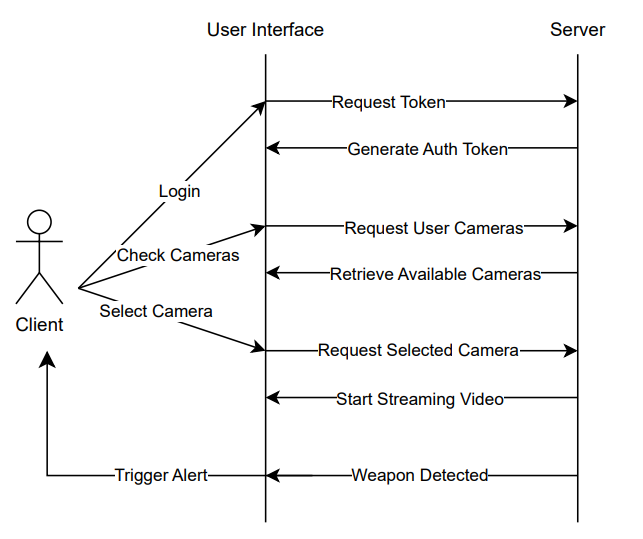 User Interface
Server
Request Token
Generate Auth Token
Login
Request User Cameras
Check Cameras
Retrieve Available Cameras
Select Camera
Client
Request Selected Camera
Start Streaming Video
Trigger Alert
Weapon Detected